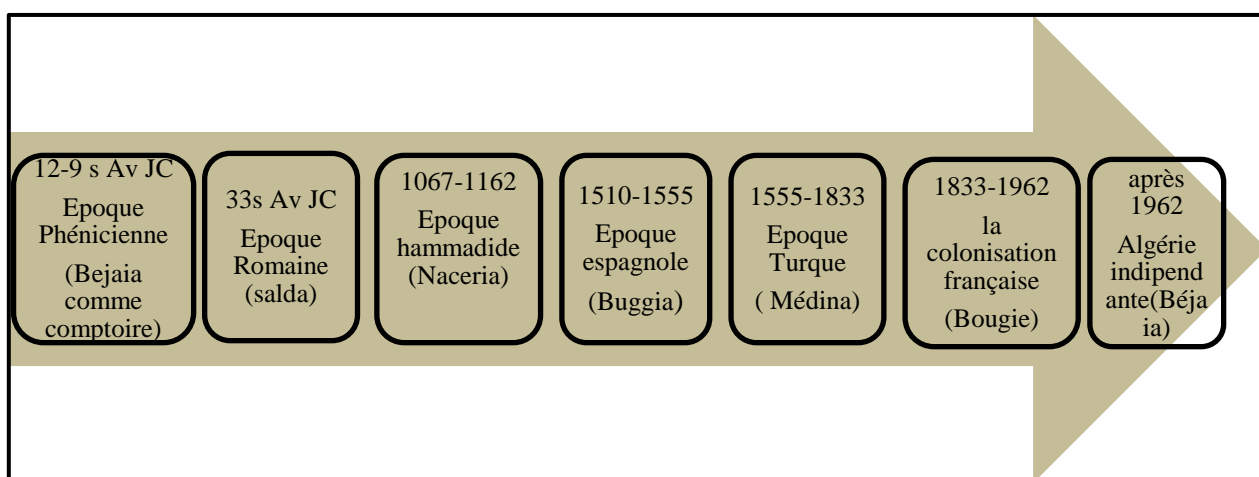 12-9 s Av JC
Epoque
Phénicienne
(Bejaia
comme
comptoire)
33s Av JC
Epoque
Romaine
(salda)
1067-1162
Epoque
hammadide
(Naceria)
1510-1555
Epoque
espagnole
(Buggia)
1555-1833
Epoque
Turque
( Médina)
1833-1962
la
colonisation
française
(Bougie)
après
1962
Algérie
indipend
ante(Béja
ia)